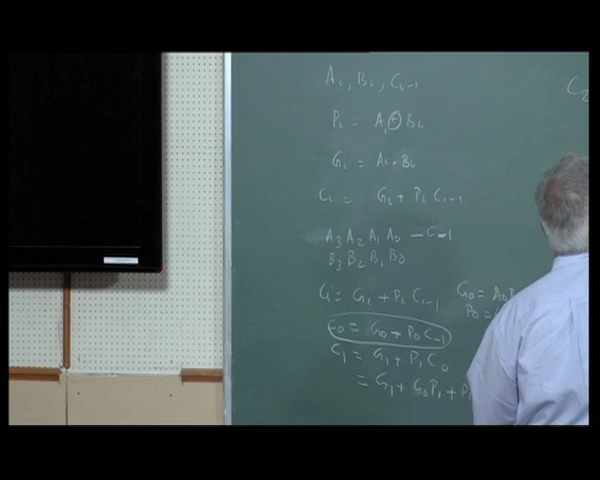 Ai, Bi, Ci-1
Pi = Ai ⊕ Bi
Gi = Ai . Bi
Ci = Gi + Pi Ci-1
A3 A2 A1 A0 — C-1
B3 B2 B1 B0
Ci = Gi + Pi Ci-1
G0 = A0 B
P0 =
C0 = G0 + P0 C-1
C1 = G1 + P1 C0
= G1 + G0 P1 + P
C2